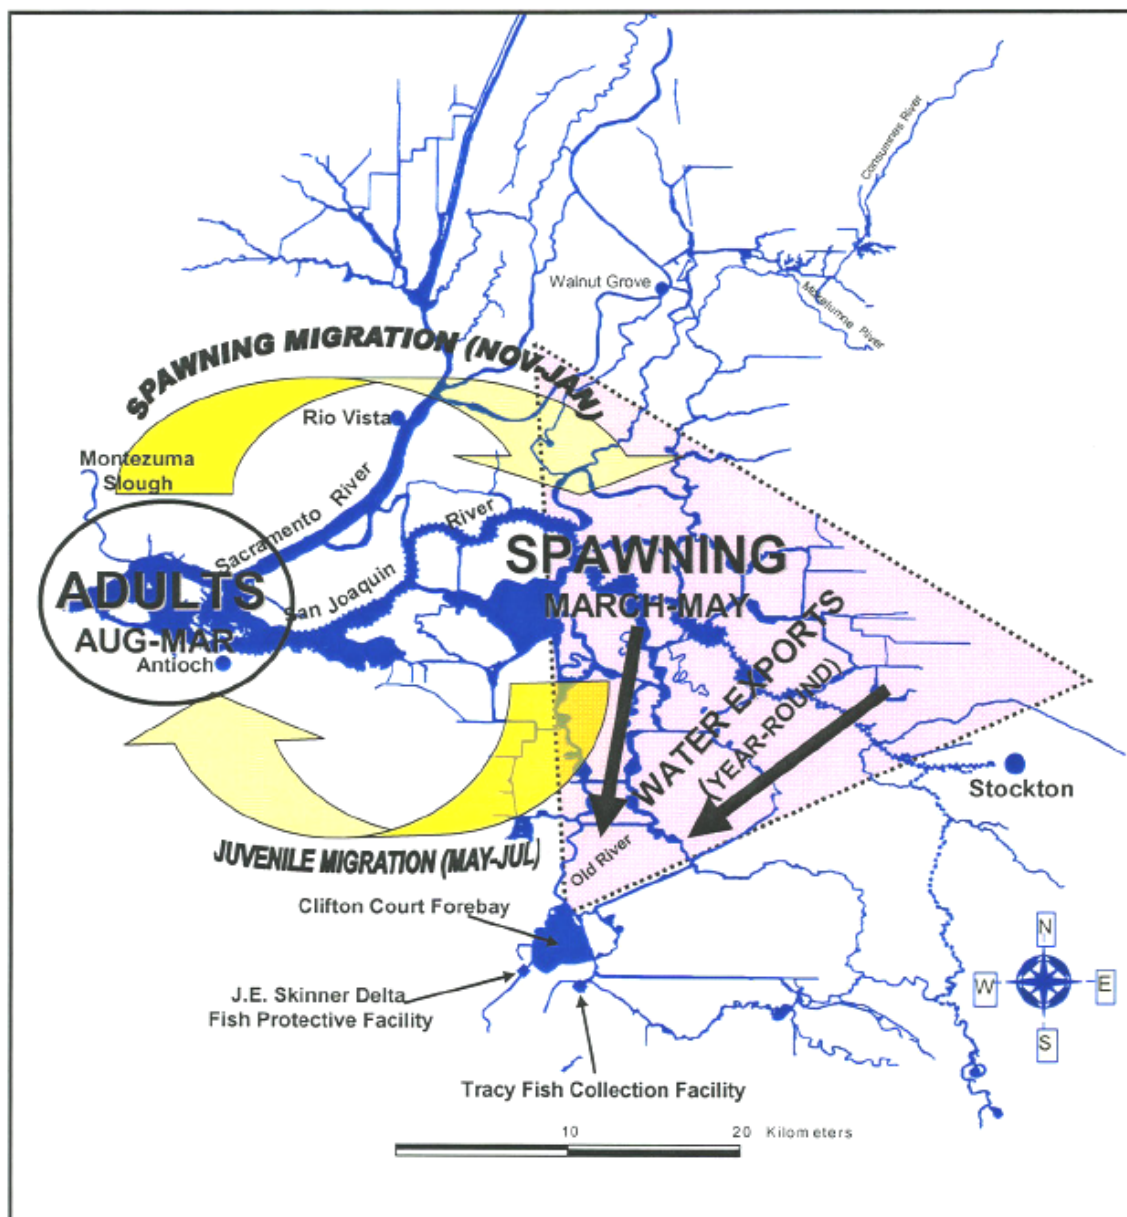 Consumnes River
Walnut Grove
Mokelumne River
SPAWNING MIGRATION (NOV-JAN)
Rio Vista
Montezuma
Slough
Sacramento River
San Joaquin River
ADULTS
AUG-MAR
Antioch
SPAWNING
MARCH-MAY
WATER EXPORTS
(YEAR-ROUND)
Stockton
JUVENILE MIGRATION (MAY-JUL)
Old River
Clifton Court Forebay
J.E. Skinner Delta
Fish Protective Facility
Tracy Fish Collection Facility
N
W
E
S
10
20 Kilometers